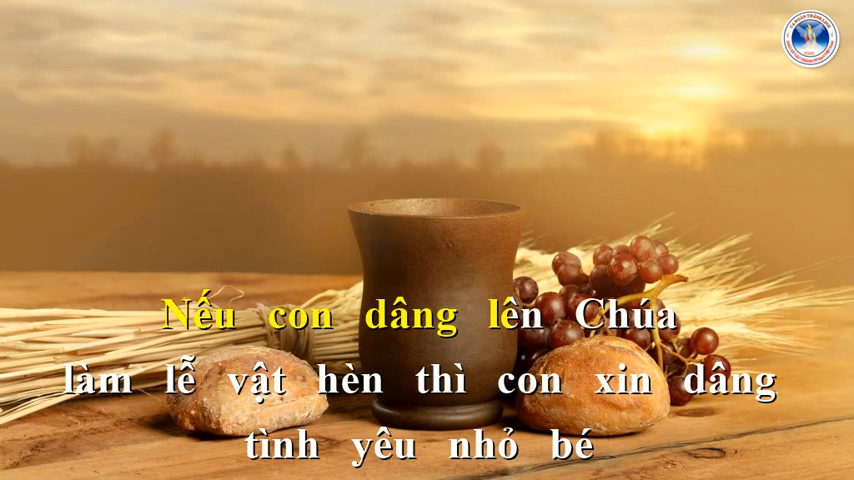 Nếu con dâng lên Chúa
làm lễ vật hèn thì con xin dâng
tình yêu nhỏ bé